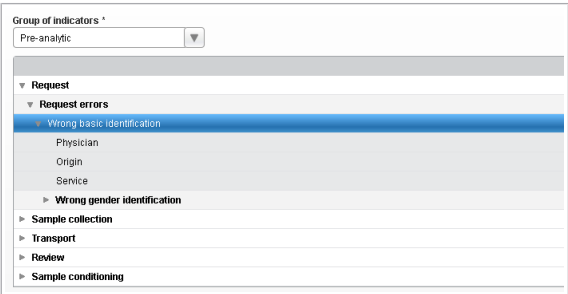 Group of indicators *
Pre-analytic
Request
Request errors
Wrong basic identification
Physician
Origin
Service
Wrong gender identification
Sample collection
Transport
Review
Sample conditioning